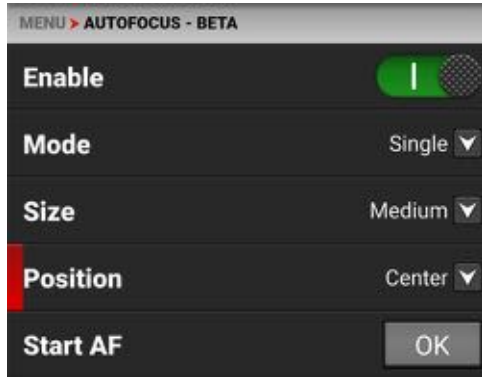 MENU > AUTOFOCUS - BETA
Enable
Mode Single
Size Medium
Position Center
Start AF OK